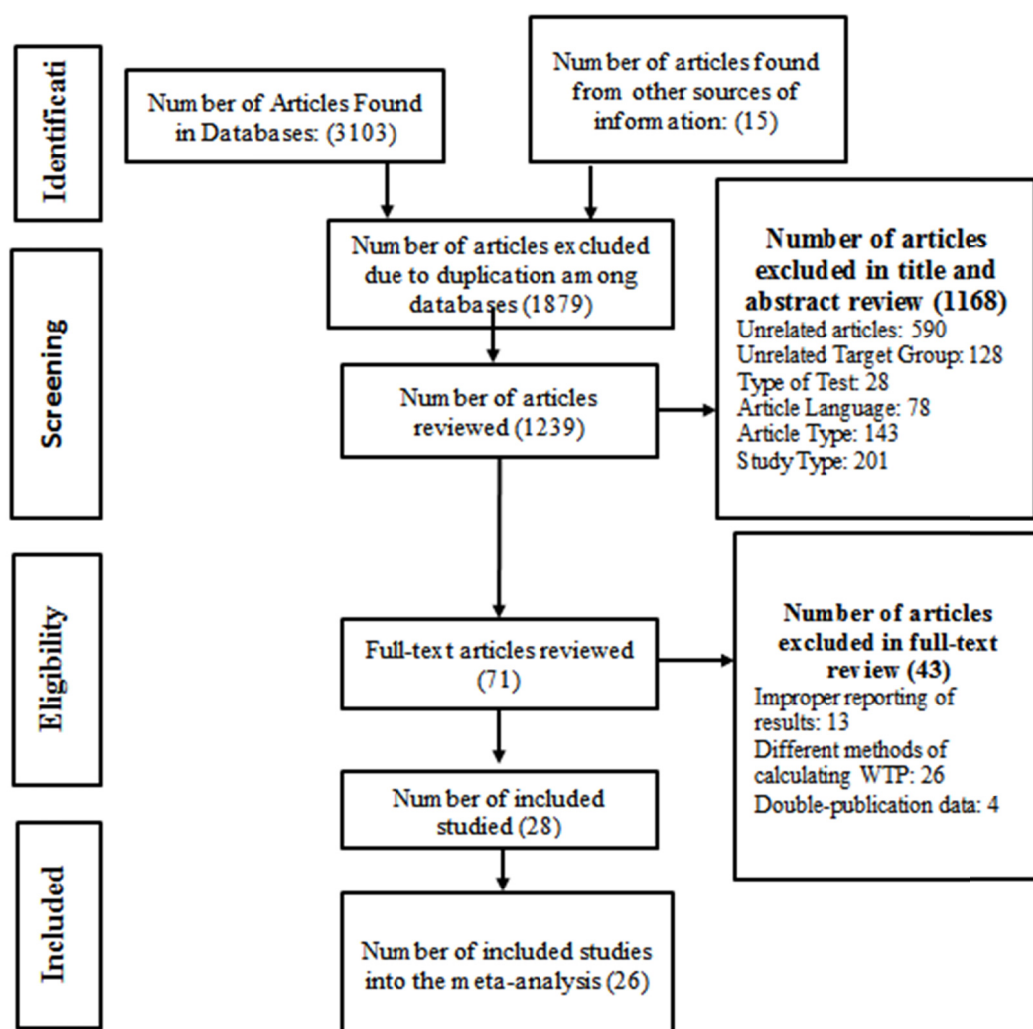 Identificati
Number of Articles Found
in Databases: (3103)
Number of articles found
from other sources of
information: (15)
Screening
Number of articles excluded
due to duplication among
databases (1879)
Number of articles
reviewed (1239)
Number of articles
excluded in title and
abstract review (1168)
Unrelated articles: 590
Unrelated Target Group: 128
Type of Test: 28
Article Language: 78
Article Type: 143
Study Type: 201
Eligibility
Full-text articles reviewed
(71)
Number of articles
excluded in full-text
review (43)
Improper reporting of
results: 13
Different methods of
calculating WTP: 26
Double-publication data: 4
Number of included
studied (28)
Included
Number of included studies
into the meta-analysis (26)